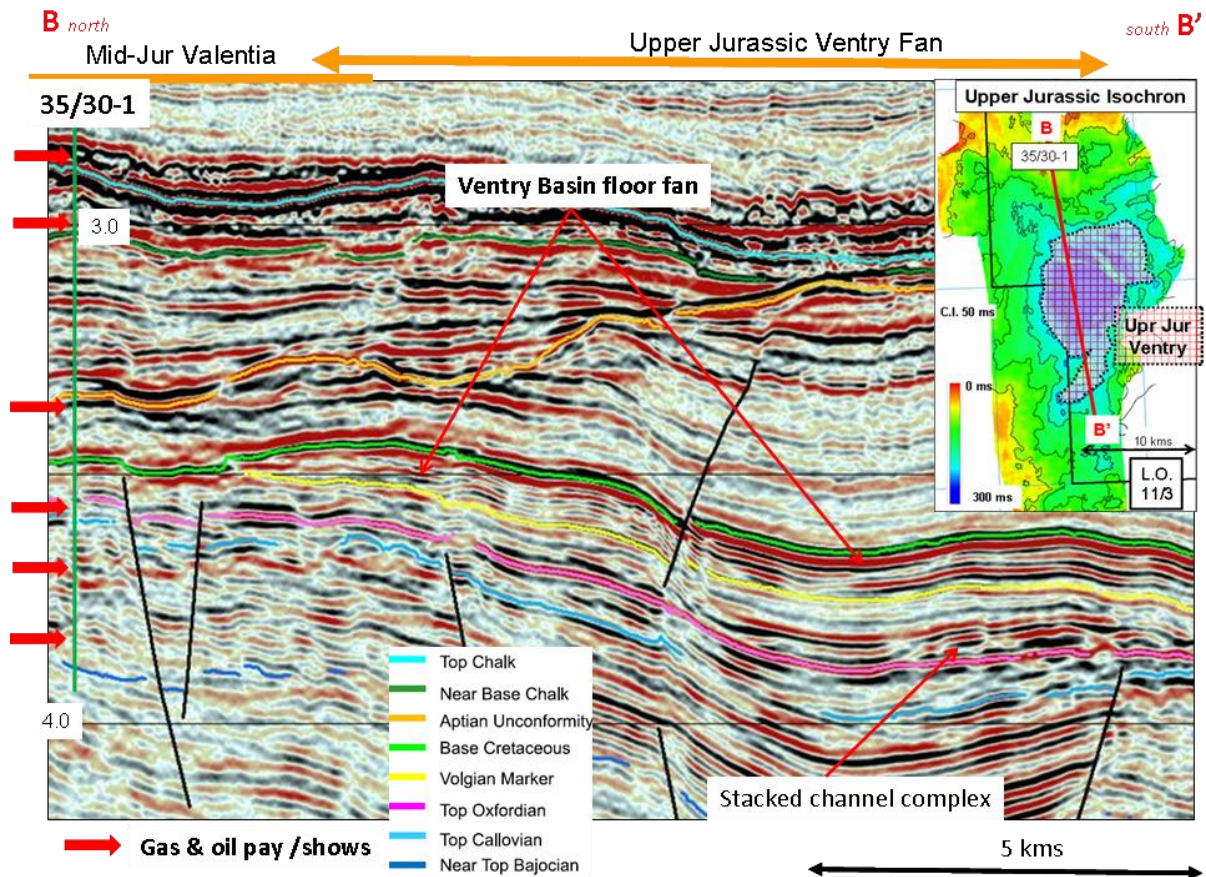 B north
south B'
Mid-Jur Valentia
Upper Jurassic Ventry Fan
35/30-1
Upper Jurassic Isochron
B
35/30-1
Ventry Basin floor fan
3.0
C.I. 50 ms
Upr Jur
Ventry
0 ms
B'
10 kms
L.O.
11/3
300 ms
Top Chalk
Near Base Chalk
Aptian Unconformity
Base Cretaceous
Volgian Marker
Top Oxfordian
Top Callovian
Near Top Bajocian
4.0
Stacked channel complex
Gas & oil pay /shows
5 kms